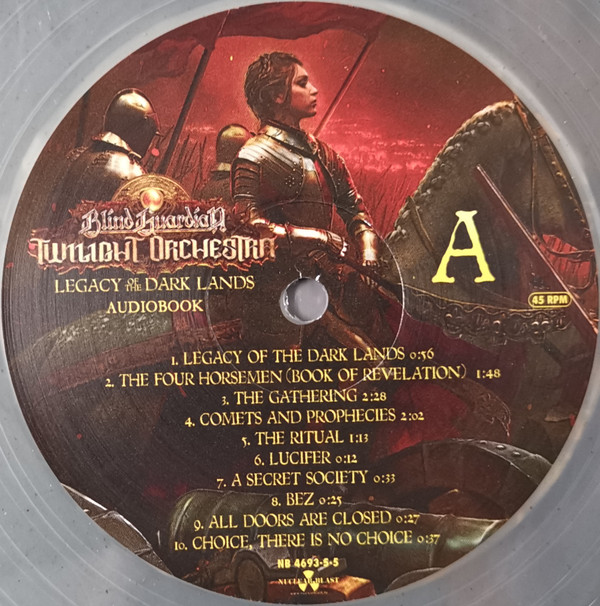 Blind Guardian
TWILIGHT ORCHESTRA
LEGACY OF THE DARK LANDS
AUDIOBOOK
A
45 RPM
1. LEGACY OF THE DARK LANDS 0:56
2. THE FOUR HORSEMEN (BOOK OF REVELATION) 1:48
3. THE GATHERING 2:28
4. COMETS AND PROPHECIES 2:02
5. THE RITUAL 1:13
6. LUCIFER 0:12
7. A SECRET SOCIETY 0:33
8. BEZ 0:25
9. ALL DOORS ARE CLOSED 0:27
10. CHOICE, THERE IS NO CHOICE 0:37
NB 4693-5-5
NUCLEAR BLAST